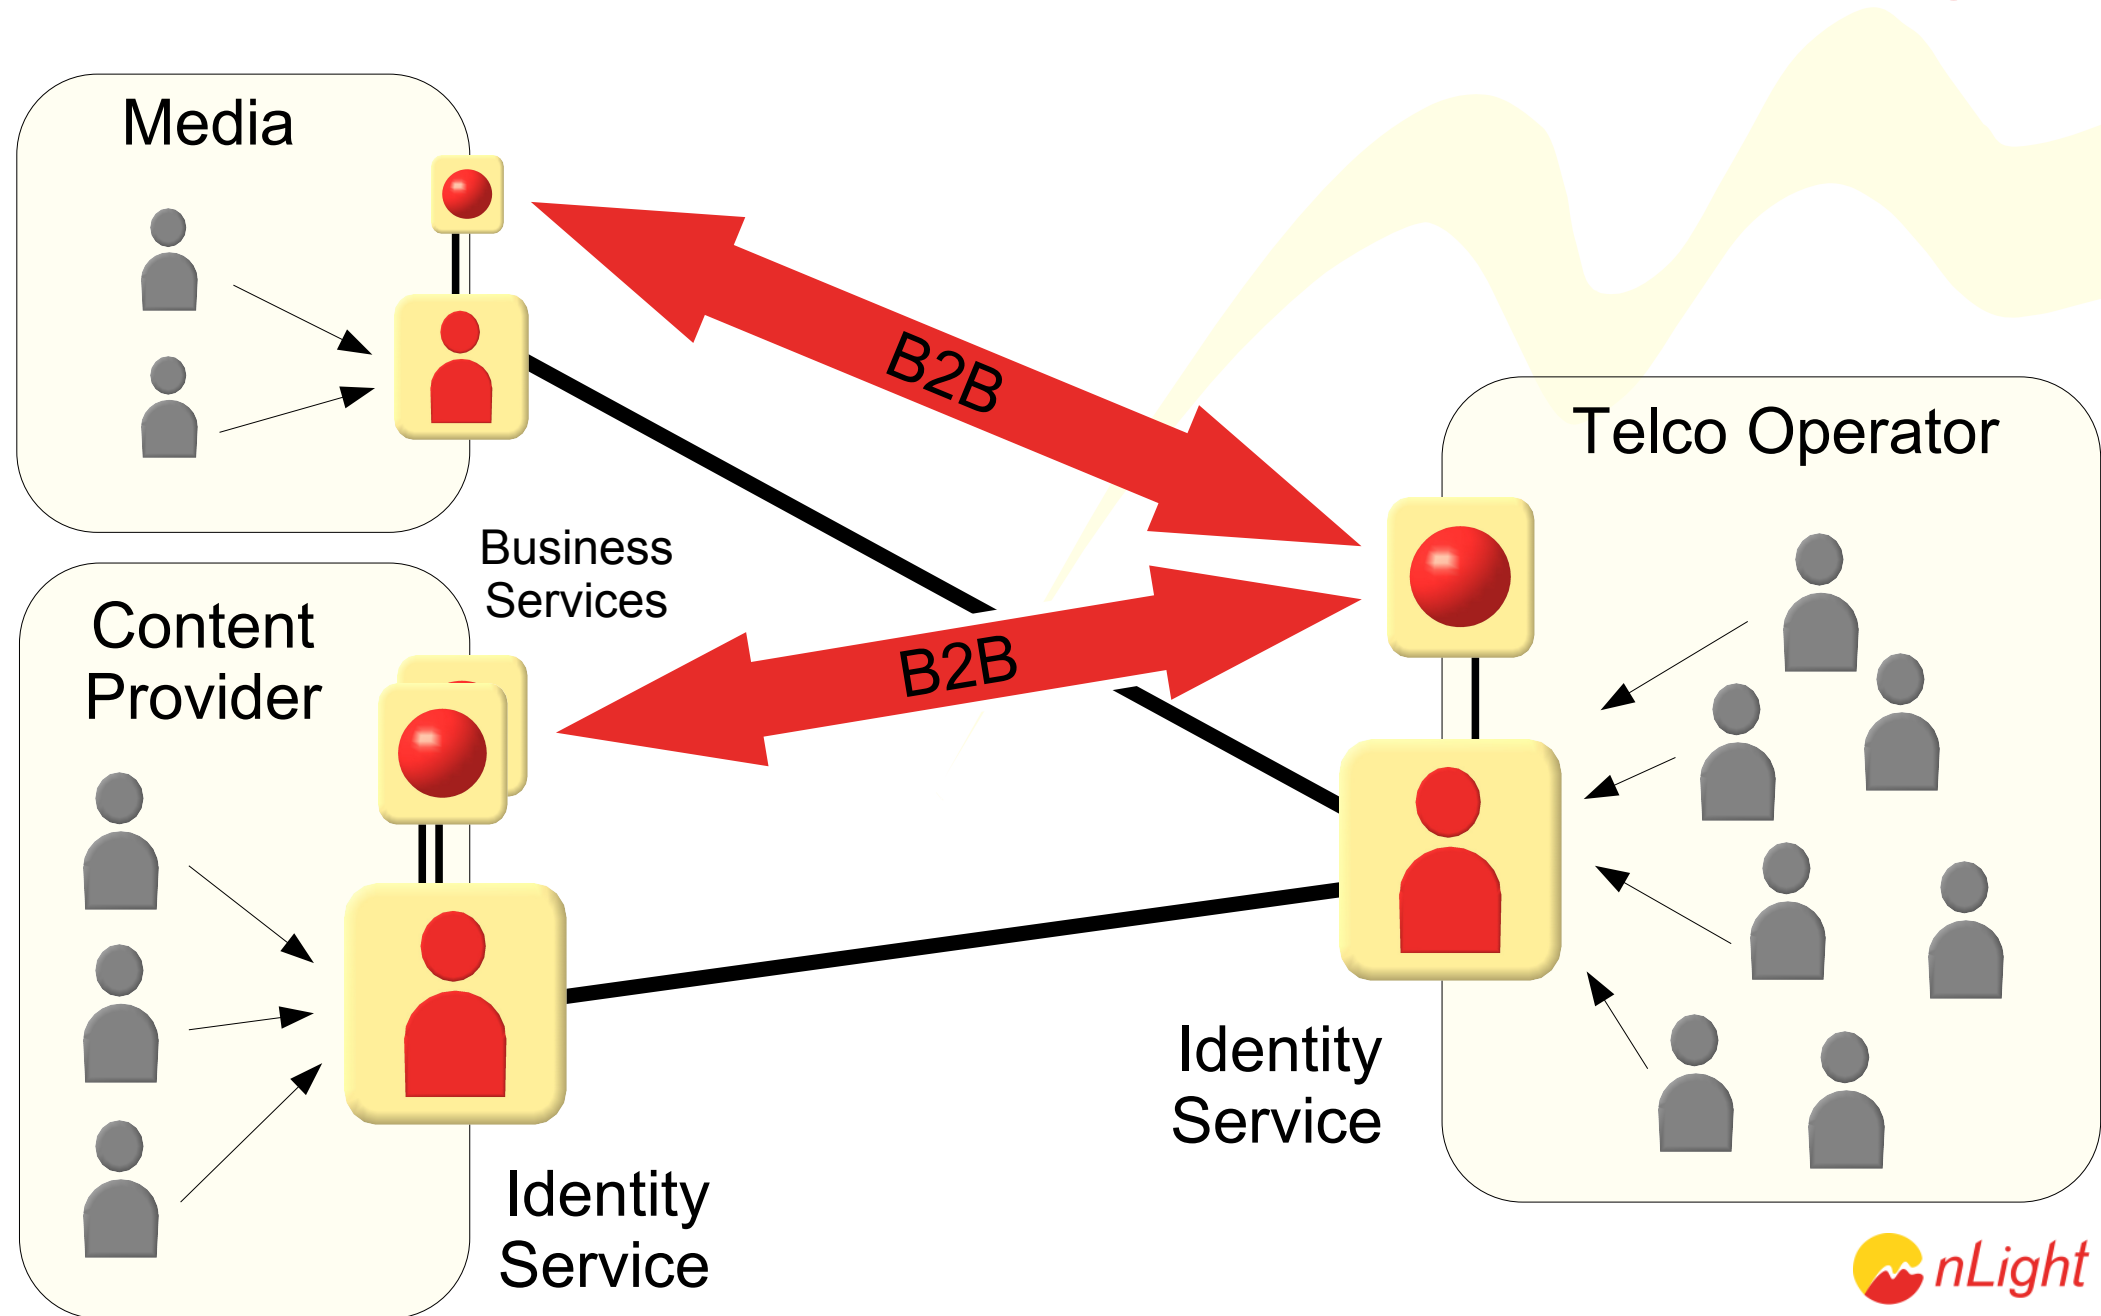 Media
B2B
Telco Operator
Business
Services
Content
Provider
B2B
Identity
Service
Identity
Service
nLight